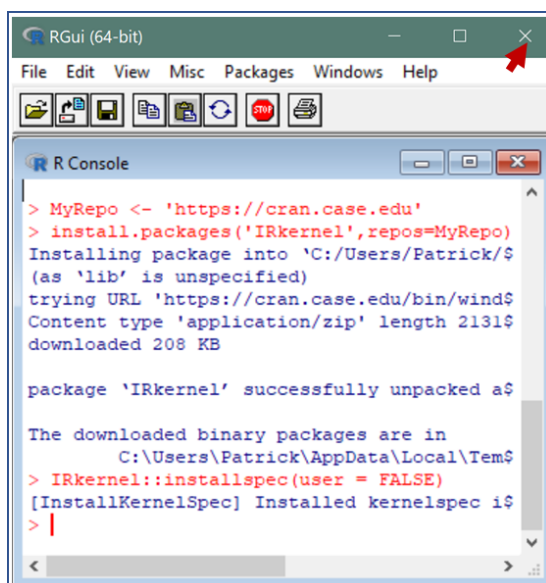 RGui (64-bit)
File Edit View Misc Packages Windows Help
STOP
R Console
> MyRepo <- 'https://cran.case.edu'
> install.packages('IRkernel',repos=MyRepo)
Installing package into ‘C:/Users/Patrick/$
(as ‘lib’ is unspecified)
trying URL 'https://cran.case.edu/bin/wind$
Content type 'application/zip' length 2131$
downloaded 208 KB
package ‘IRkernel’ successfully unpacked a$
The downloaded binary packages are in
C:\Users\Patrick\AppData\Local\Tem$
> IRkernel::installspec(user = FALSE)
[InstallKernelSpec] Installed kernelspec i$
>